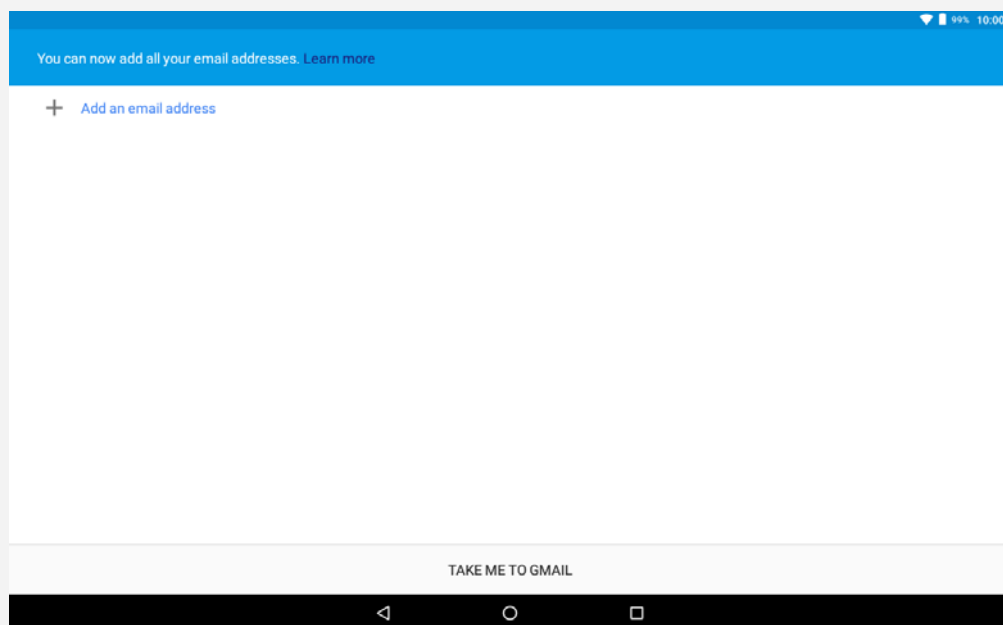 99% 10:00
You can now add all your email addresses. Learn more
Add an email address
TAKE ME TO GMAIL